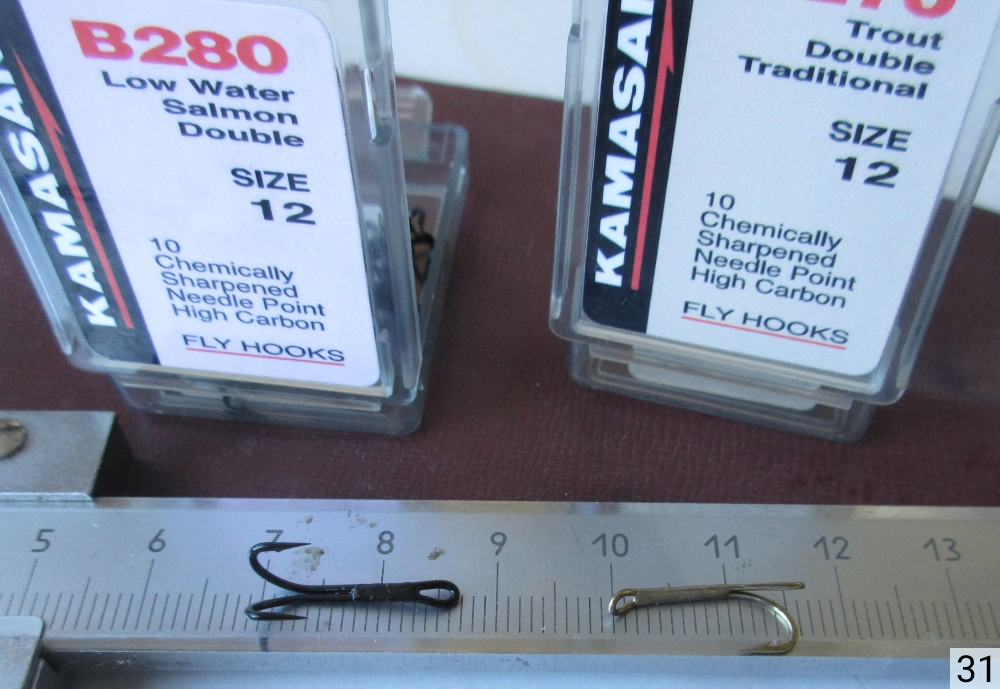 KAMASAN
B280
Low Water
Salmon
Double
SIZE
12
10
Chemically
Sharpened
Needle Point
High Carbon
FLY HOOKS
KAMASAN
Trout
Double
Traditional
SIZE
12
10
Chemically
Sharpened
Needle Point
High Carbon
FLY HOOKS
5 6 7 8 9 10 11 12 13
31